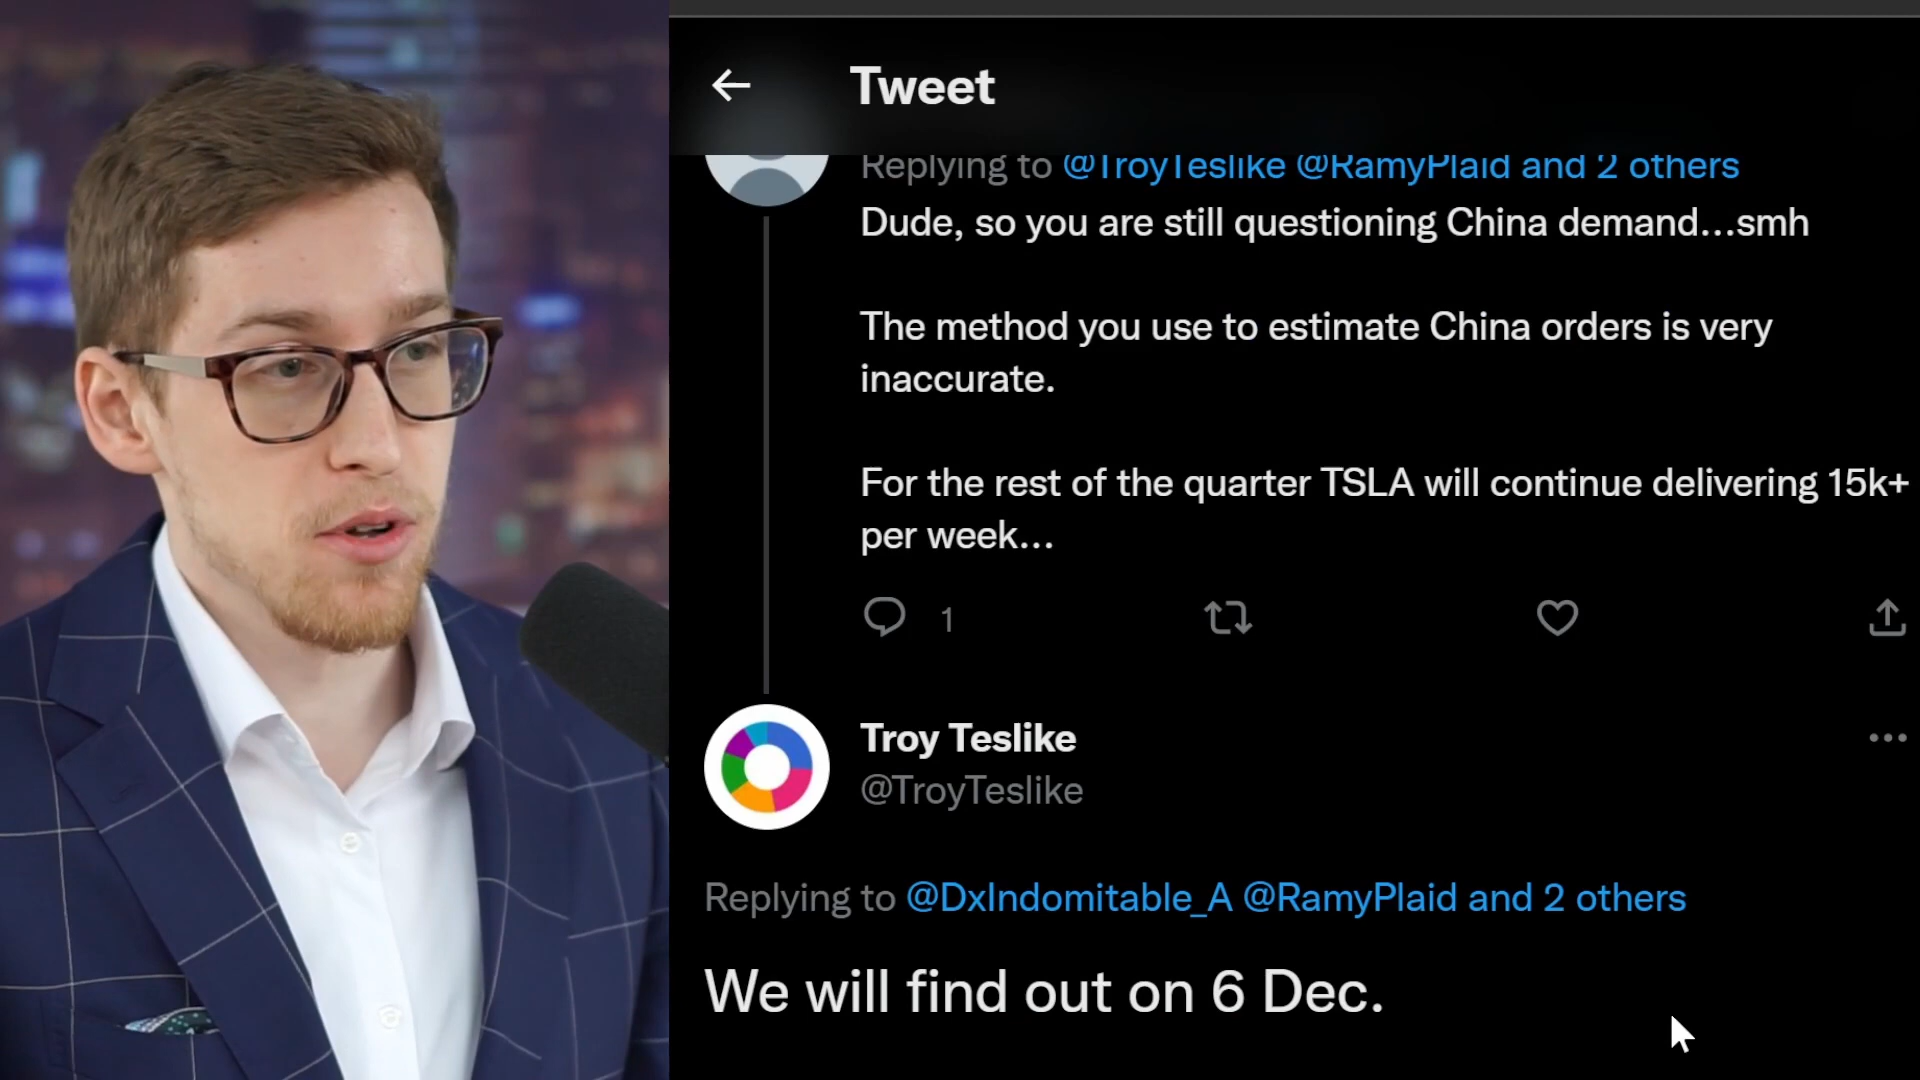 Tweet
Replying to @TroyTeslike @RamyPlaid and 2 others
Dude, so you are still questioning China demand...smh
The method you use to estimate China orders is very
inaccurate.
For the rest of the quarter TSLA will continue delivering 15k+
per week...
1
Troy Teslike
@TroyTeslike
Replying to @DxIndomitable_A @RamyPlaid and 2 others
We will find out on 6 Dec.